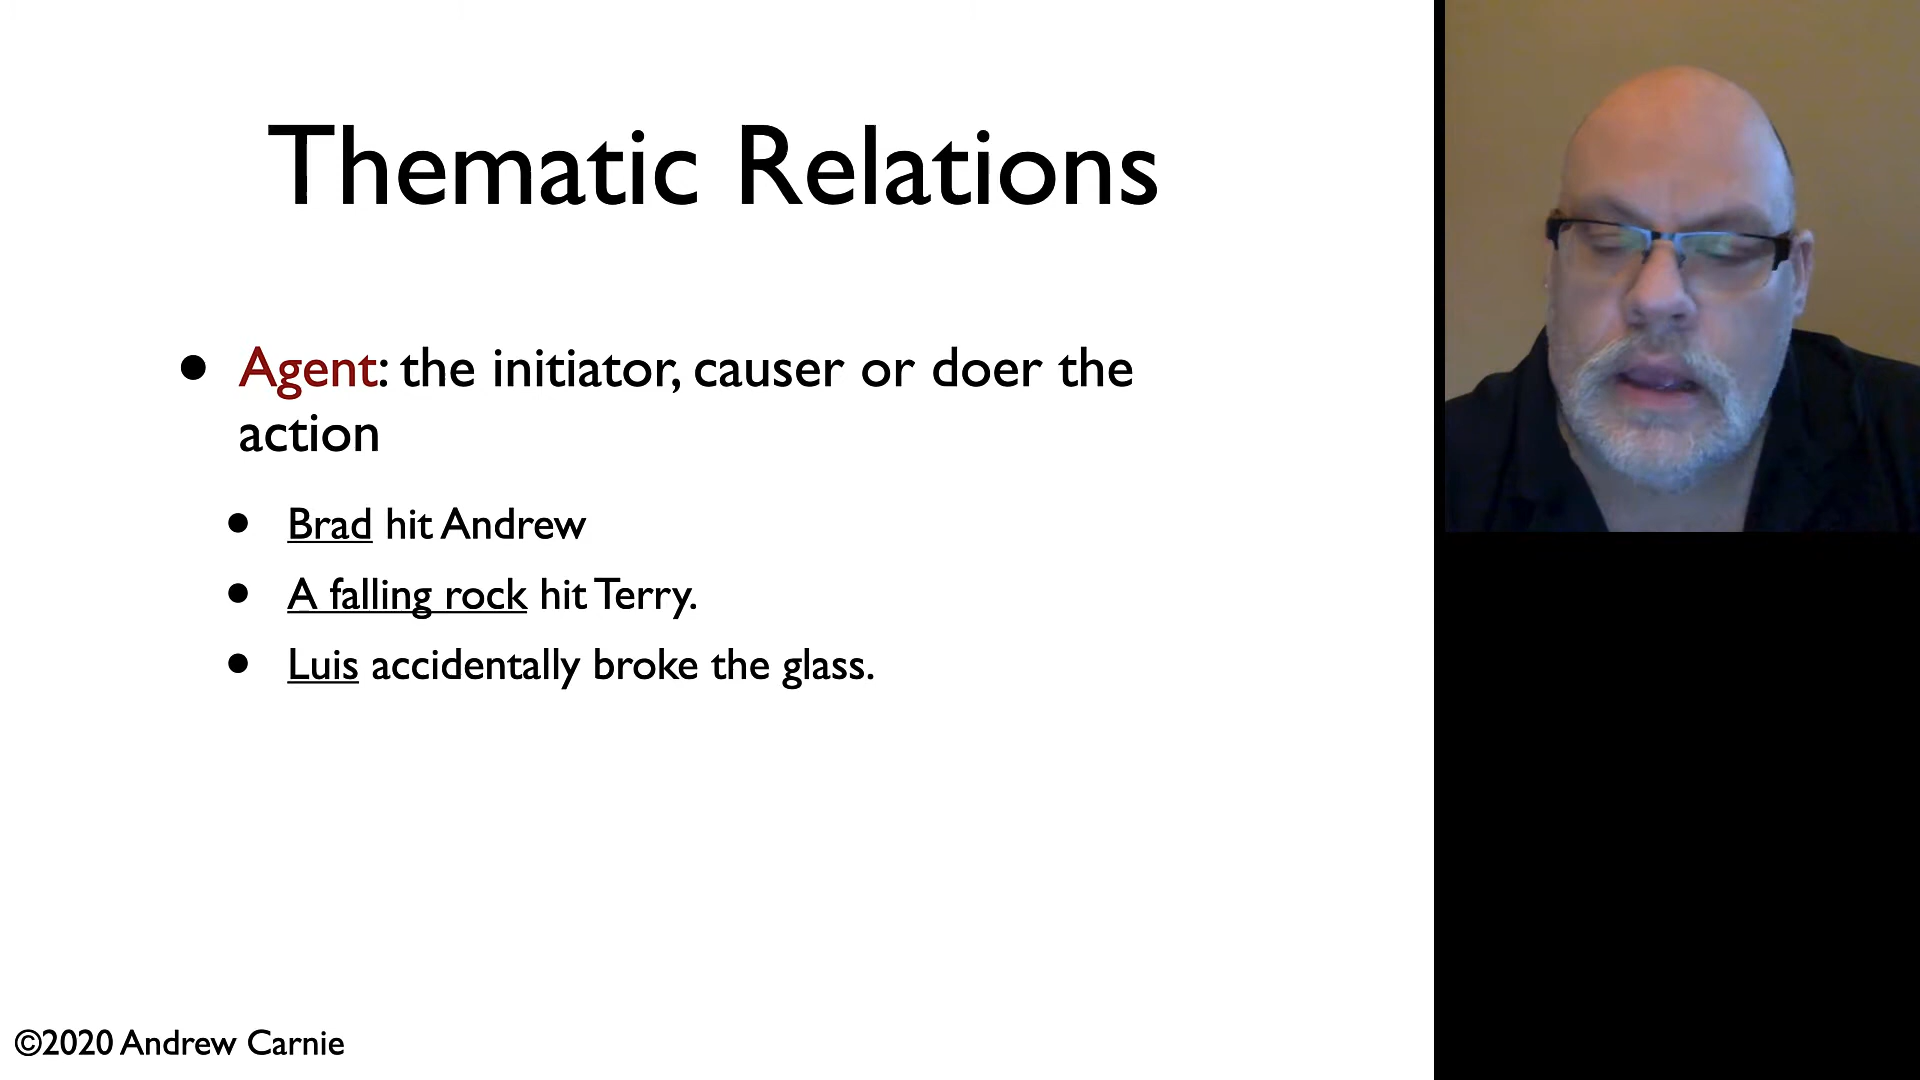 Thematic Relations
• Agent: the initiator, causer or doer the
action
• Brad hit Andrew
• A falling rock hit Terry.
• Luis accidentally broke the glass.
©2020 Andrew Carnie